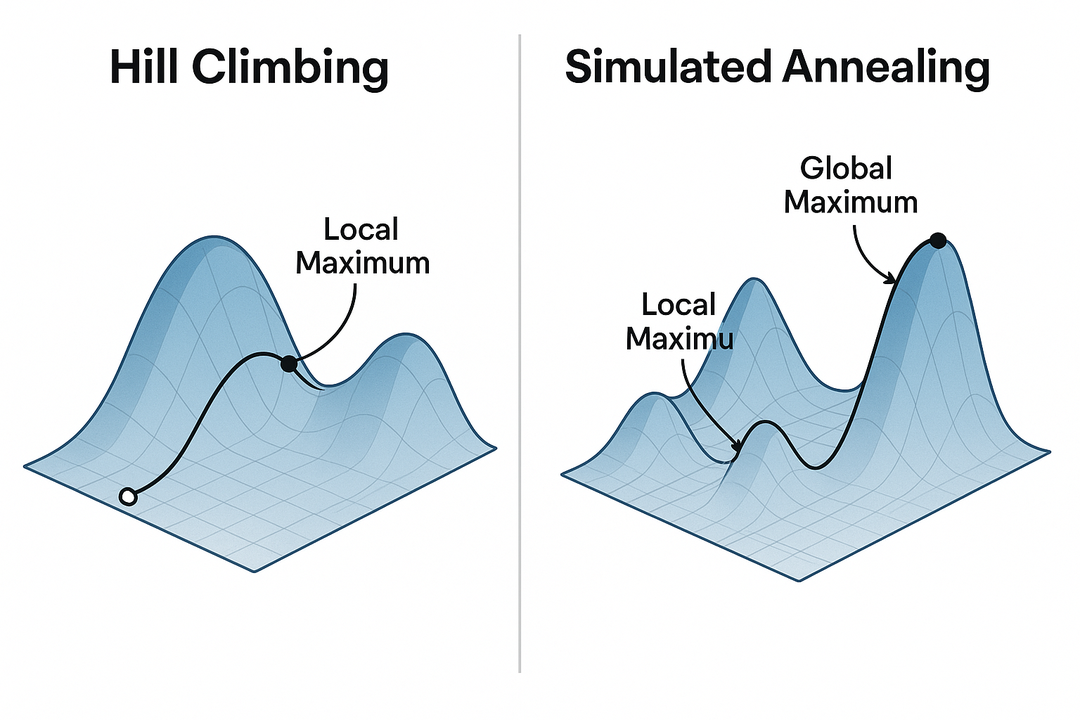 Hill Climbing
Local
Maximum
Simulated Annealing
Global
Maximum
Local
Maximu